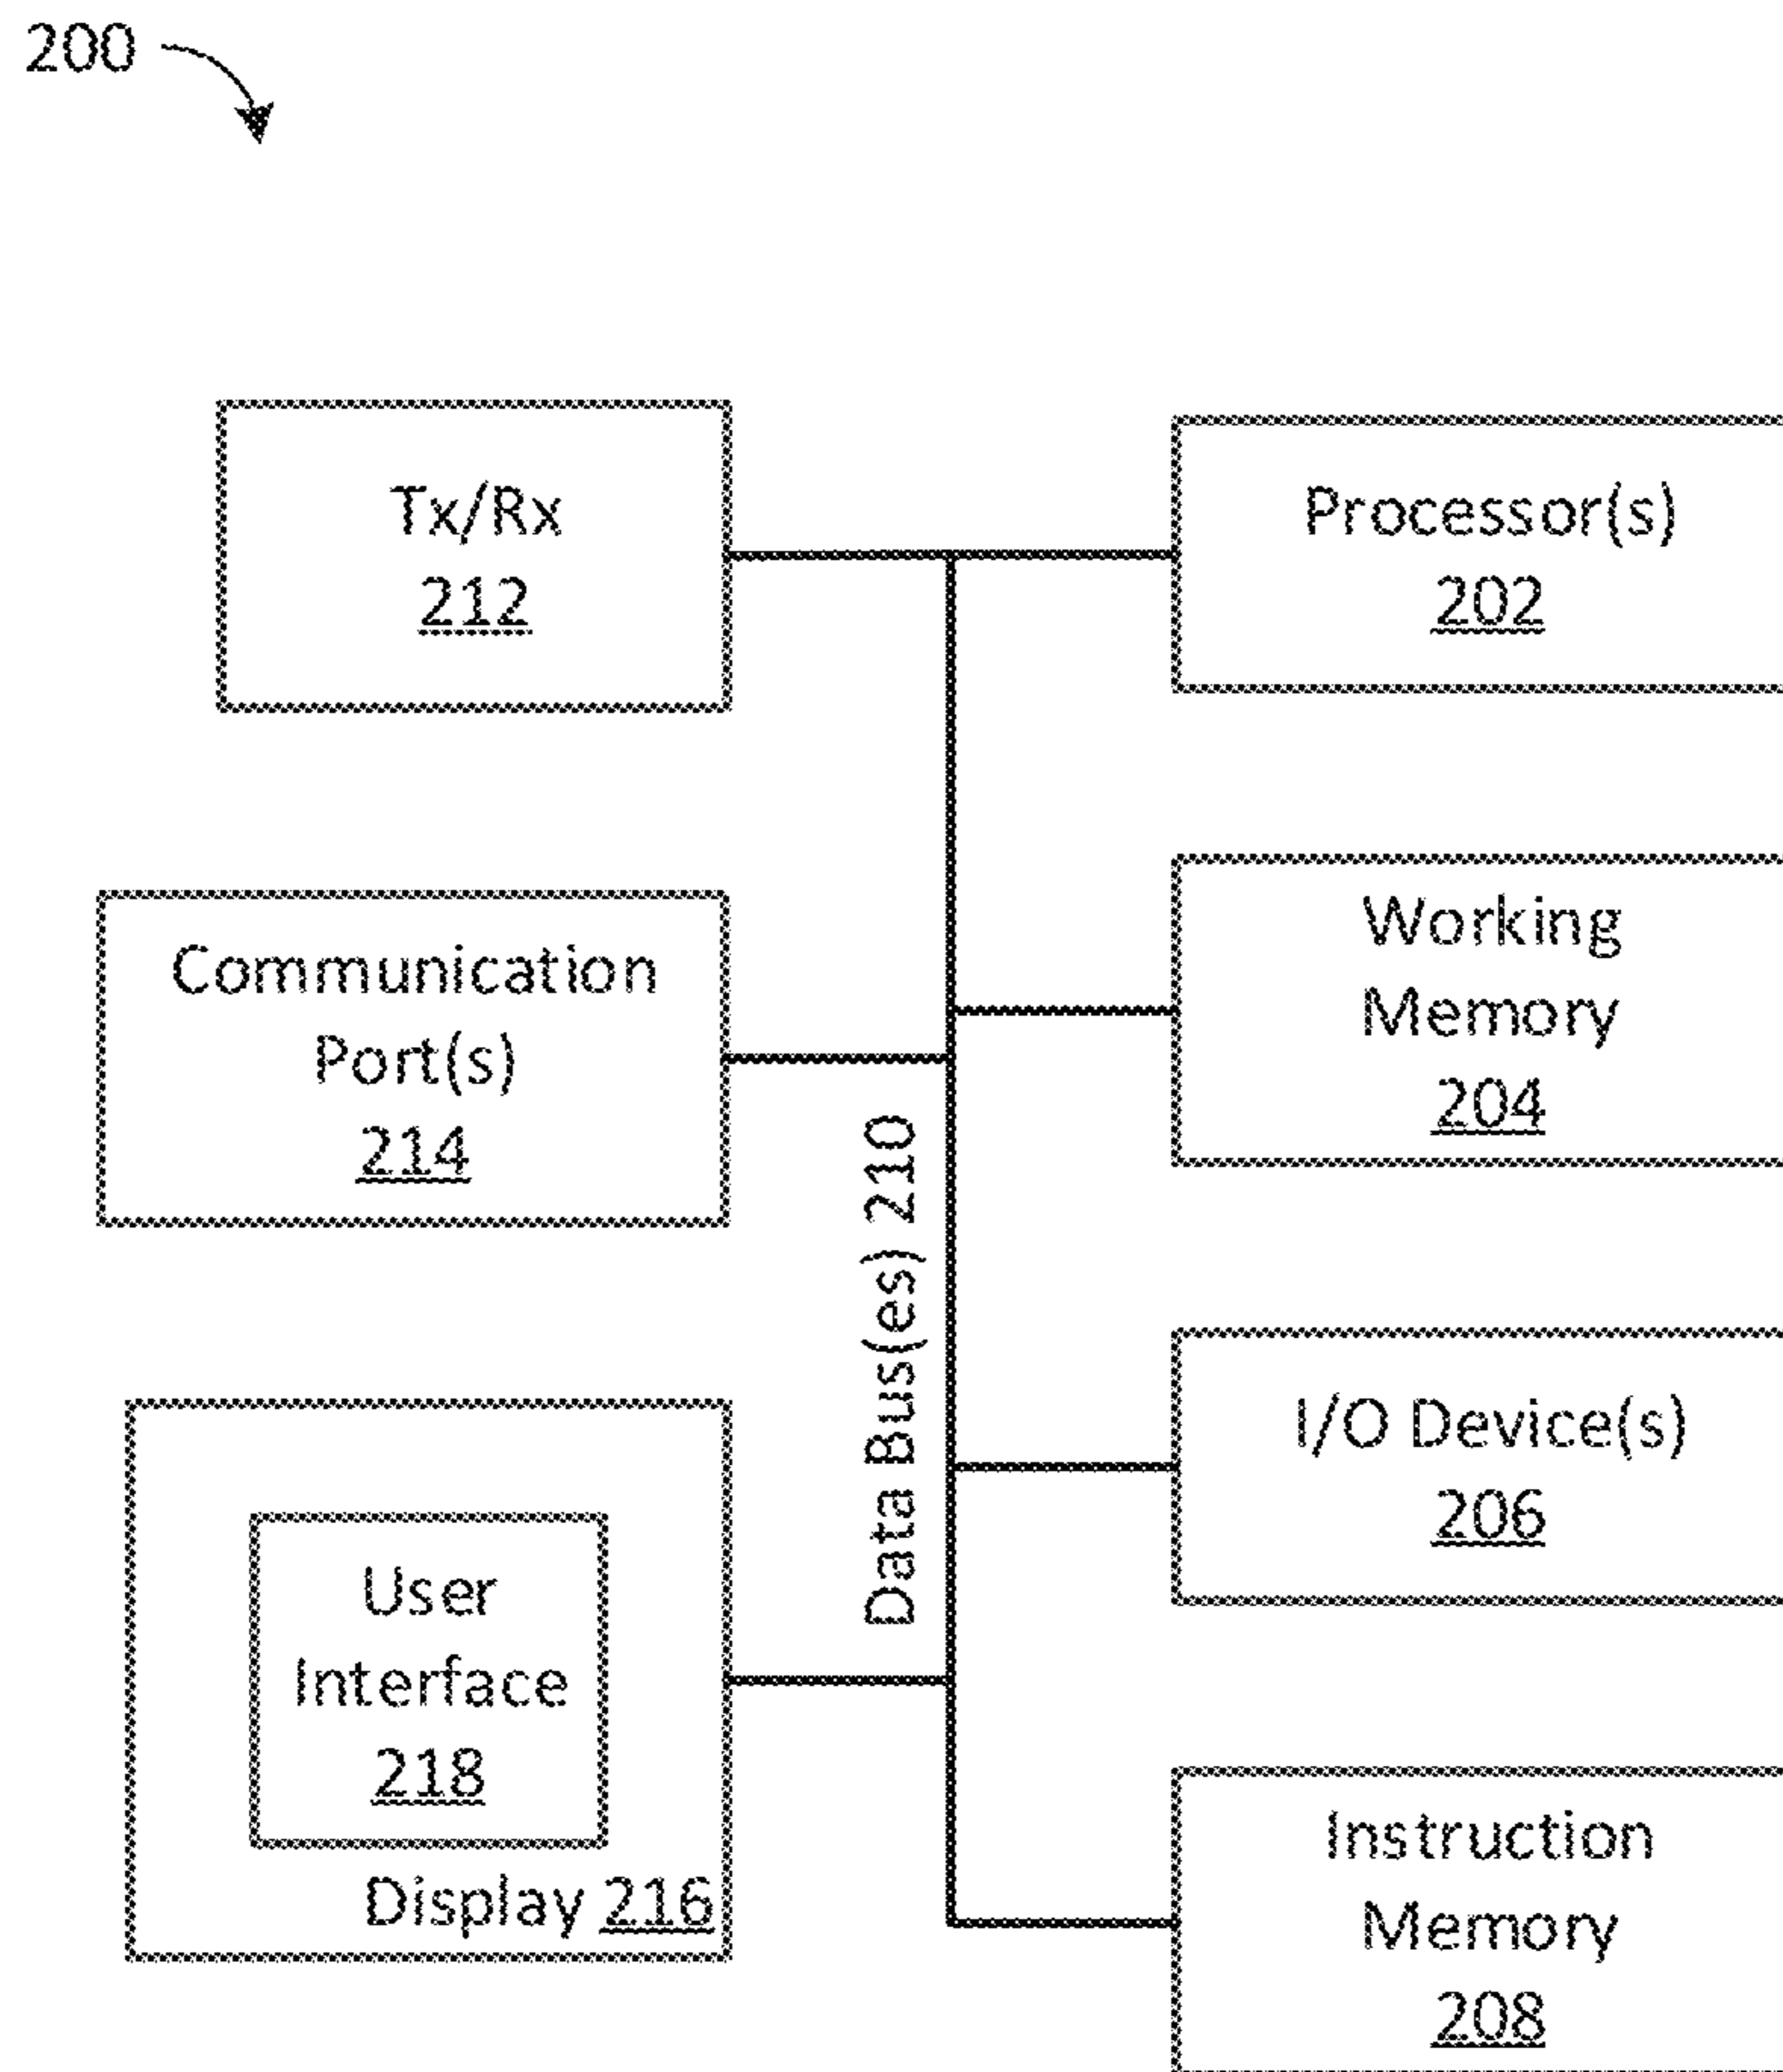 200
Tx/Rx
212
Processor(s)
202
Communication
Port(s)
214
Working
Memory
204
Data Bus(es) 210
I/O Device(s)
206
User
Interface
218
Display 216
Instruction
Memory
208